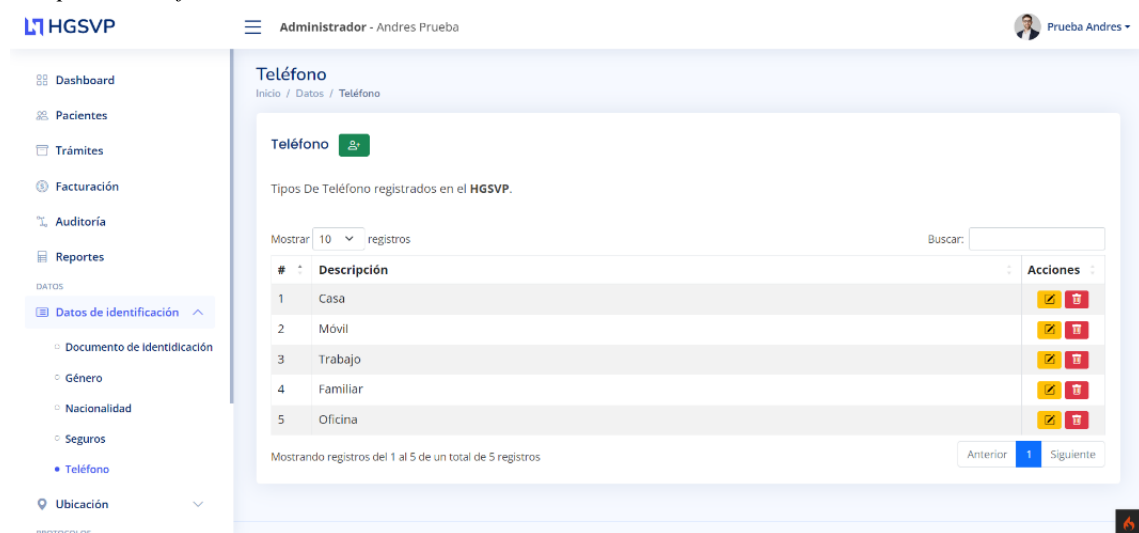 HGSVP
Administrador - Andres Prueba
Prueba Andres
Dashboard
Pacientes
Trámites
Facturación
Auditoría
Reportes
DATOS
Datos de identificación
Documento de identidicación
Género
Nacionalidad
Seguros
Teléfono
Ubicación
Teléfono
Inicio / Datos / Teléfono
Teléfono
Tipos De Teléfono registrados en el HGSVP.
Mostrar 10 registros
Buscar:
# Descripción Acciones
1 Casa
2 Móvil
3 Trabajo
4 Familiar
5 Oficina
Mostrando registros del 1 al 5 de un total de 5 registros
Anterior 1 Siguiente